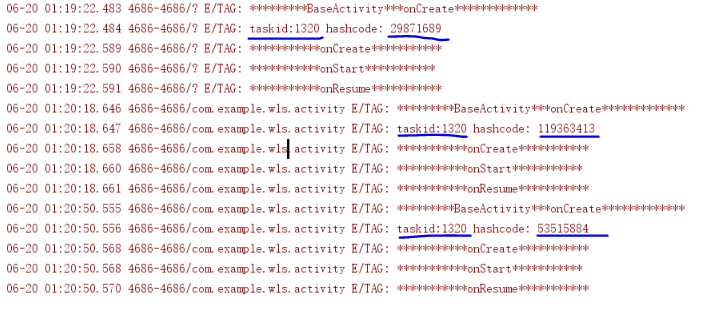 06-20 01:19:22.483 4686-4686/? E/TAG: **********BaseActivity***onCreate*************
06-20 01:19:22.484 4686-4686/? E/TAG: taskid:1320 hashcode: 29871689
06-20 01:19:22.589 4686-4686/? E/TAG: ***********onCreate***********
06-20 01:19:22.590 4686-4686/? E/TAG: ***********onStart***********
06-20 01:19:22.591 4686-4686/? E/TAG: ***********onResume***********
06-20 01:20:18.646 4686-4686/com.example.wls.activity E/TAG: **********BaseActivity***onCreate*************
06-20 01:20:18.647 4686-4686/com.example.wls.activity E/TAG: taskid:1320 hashcode: 119363413
06-20 01:20:18.658 4686-4686/com.example.wls.activity E/TAG: ***********onCreate***********
06-20 01:20:18.660 4686-4686/com.example.wls.activity E/TAG: ***********onStart***********
06-20 01:20:18.661 4686-4686/com.example.wls.activity E/TAG: ***********onResume***********
06-20 01:20:50.555 4686-4686/com.example.wls.activity E/TAG: **********BaseActivity***onCreate*************
06-20 01:20:50.556 4686-4686/com.example.wls.activity E/TAG: taskid:1320 hashcode: 53515884
06-20 01:20:50.568 4686-4686/com.example.wls.activity E/TAG: ***********onCreate***********
06-20 01:20:50.568 4686-4686/com.example.wls.activity E/TAG: ***********onStart***********
06-20 01:20:50.570 4686-4686/com.example.wls.activity E/TAG: ***********onResume***********